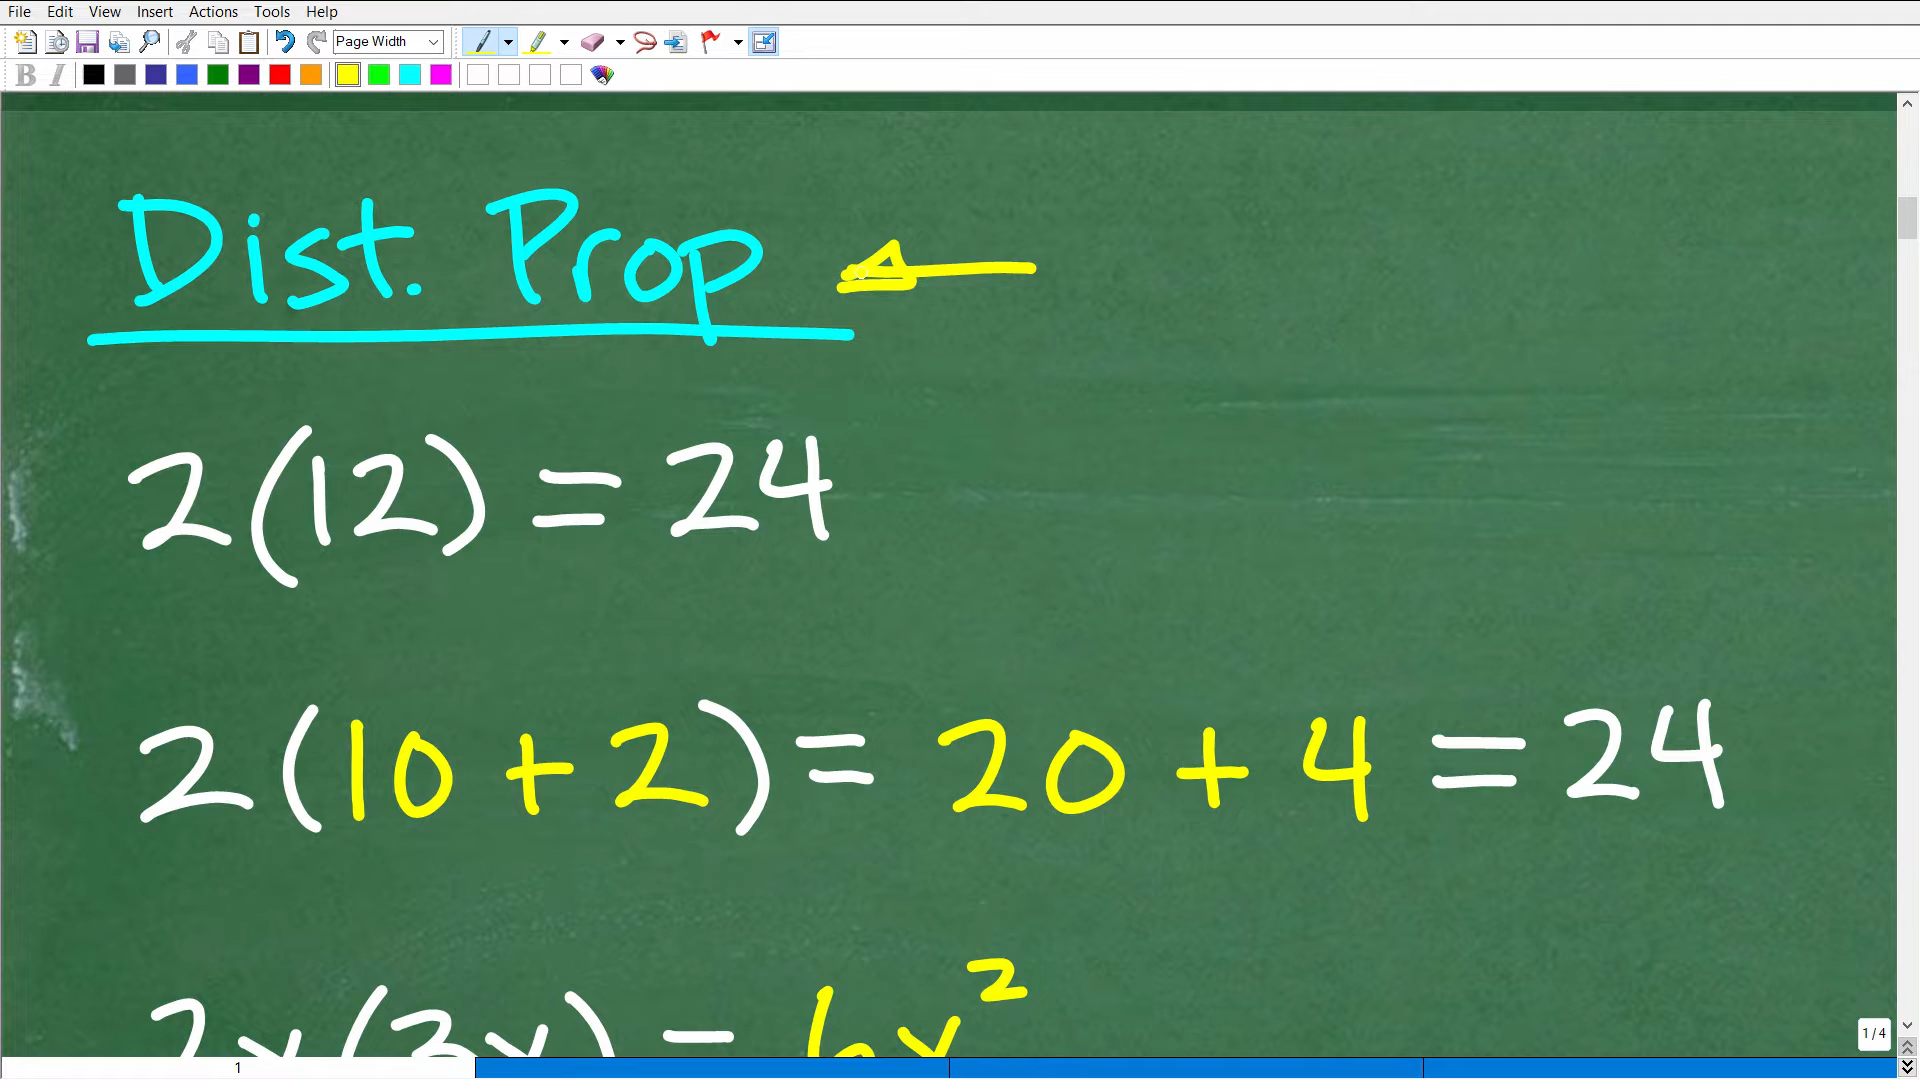 File Edit View Insert Actions Tools Help
Page Width
B I
Dist. Prop
2(12) = 24
2(10 + 2) = 20 + 4 = 24
1 / 4
1